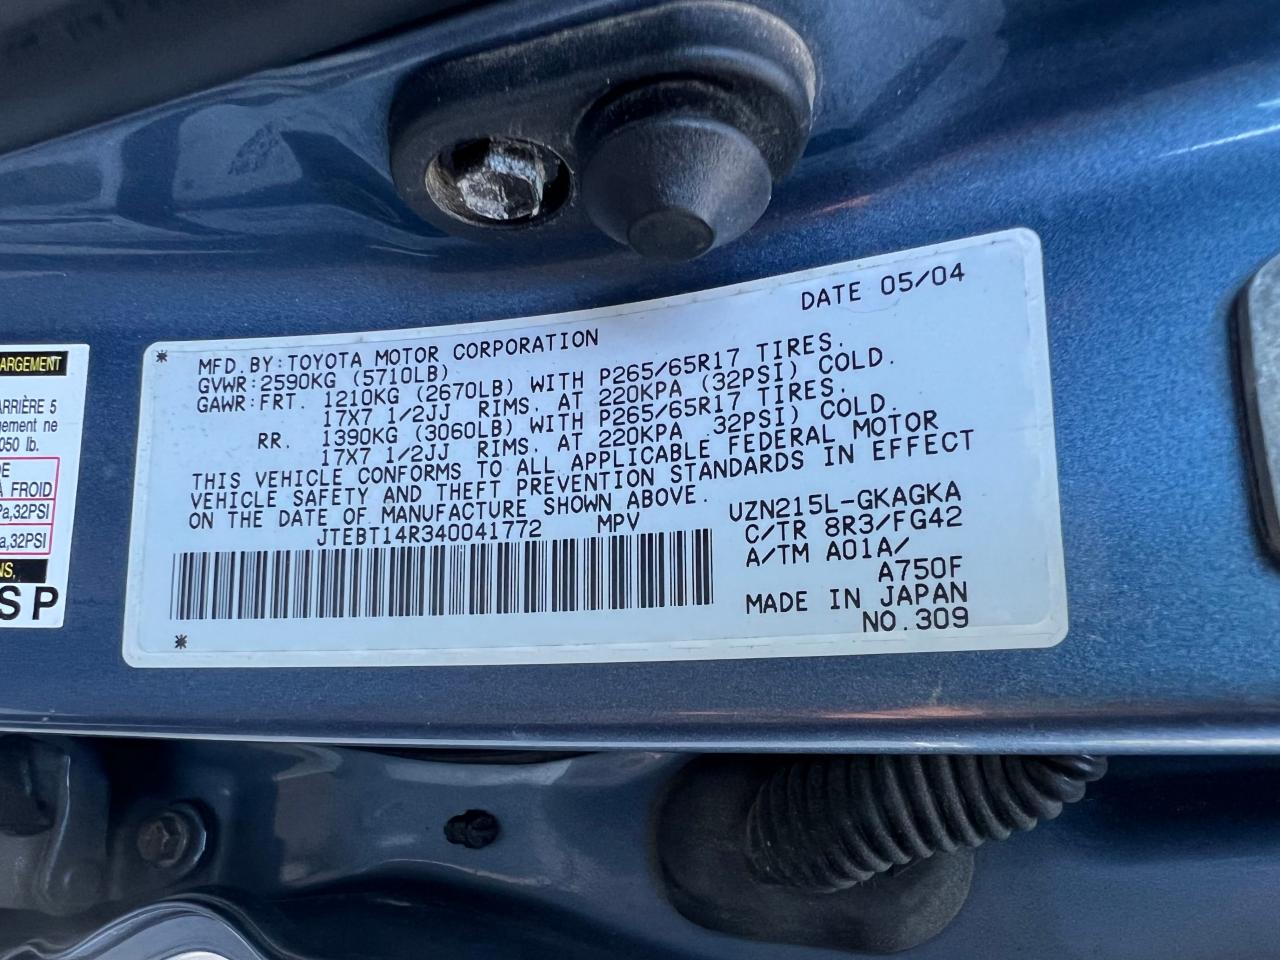 ARGEMENT
ARRIÈRE 5
gement ne
050 lb.
DE
À FROID
Pa,32PSI
a,32PSI
NS,
SP
DATE 05/04
* MFD.BY:TOYOTA MOTOR CORPORATION
GVWR:2590KG (5710LB)
GAWR:FRT. 1210KG (2670LB) WITH P265/65R17 TIRES.
17X7 1/2JJ RIMS, AT 220KPA (32PSI) COLD.
RR. 1390KG (3060LB) WITH P265/65R17 TIRES.
17X7 1/2JJ RIMS, AT 220KPA 32PSI) COLD.
THIS VEHICLE CONFORMS TO ALL APPLICABLE FEDERAL MOTOR
VEHICLE SAFETY AND THEFT PREVENTION STANDARDS IN EFFECT
ON THE DATE OF MANUFACTURE SHOWN ABOVE.
JTEBT14R340041772 MPV
UZN215L-GKAGKA
C/TR 8R3/FG42
A/TM A01A/
A750F
MADE IN JAPAN
NO.309
*